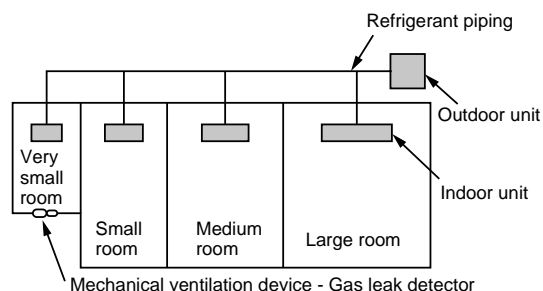 Refrigerant piping
Outdoor unit
Very
small
room
Indoor unit
Small
room
Medium
room
Large room
Mechanical ventilation device - Gas leak detector